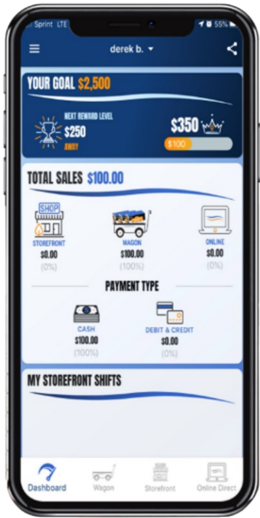 Sprint LTE 55%
derek b.
YOUR GOAL $2,500
NEXT REWARD LEVEL
$250
AWAY
$350
$100
TOTAL SALES $100.00
SHOP
STOREFRONT
$0.00
(0%)
WAGON
$100.00
(100%)
ONLINE
$0.00
(0%)
PAYMENT TYPE
CASH
$100.00
(100%)
DEBIT & CREDIT
$0.00
(0%)
MY STOREFRONT SHIFTS
Dashboard Wagon Storefront Online Direct